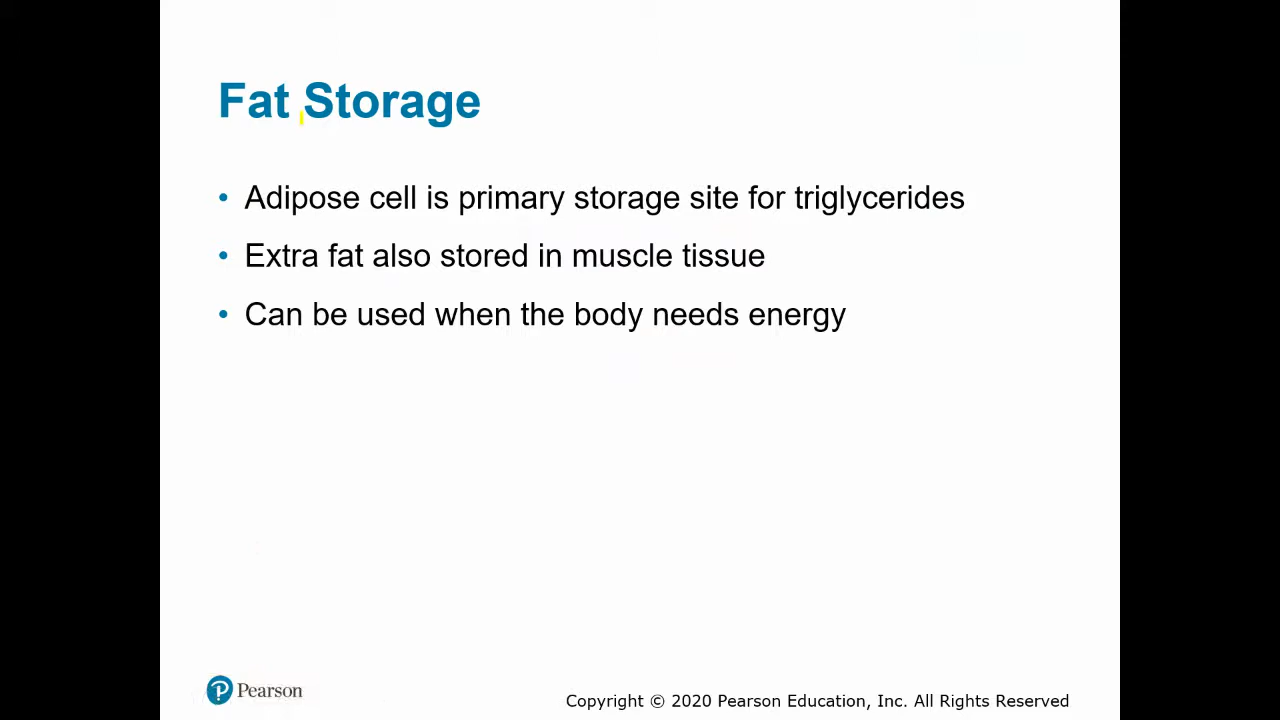 Fat Storage
• Adipose cell is primary storage site for triglycerides
• Extra fat also stored in muscle tissue
• Can be used when the body needs energy
Pearson
Copyright © 2020 Pearson Education, Inc. All Rights Reserved